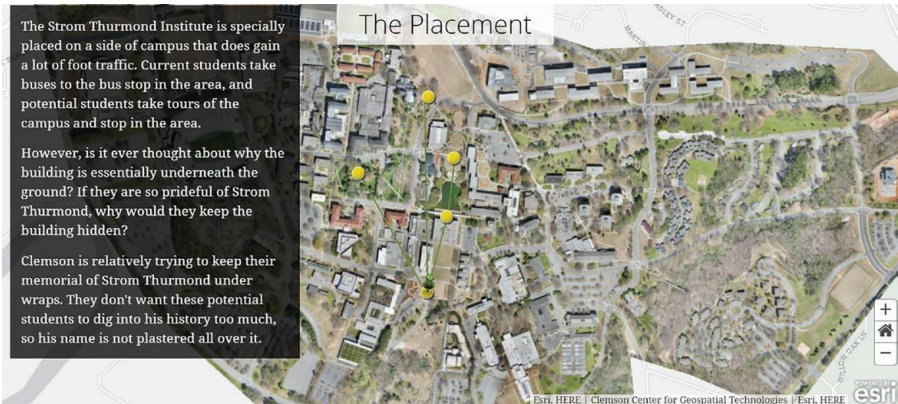 The Placement
The Strom Thurmond Institute is specially
placed on a side of campus that does gain
a lot of foot traffic. Current students take
buses to the bus stop in the area, and
potential students take tours of the
campus and stop in the area.
However, is it ever thought about why the
building is essentially underneath the
ground? If they are so prideful of Strom
Thurmond, why would they keep the
building hidden?
Clemson is relatively trying to keep their
memorial of Strom Thurmond under
wraps. They don't want these potential
students to dig into his history too much,
so his name is not plastered all over it.
+
−
Esri, HERE | Clemson Center for Geospatial Technologies | Esri, HERE
POWERED BY
esri